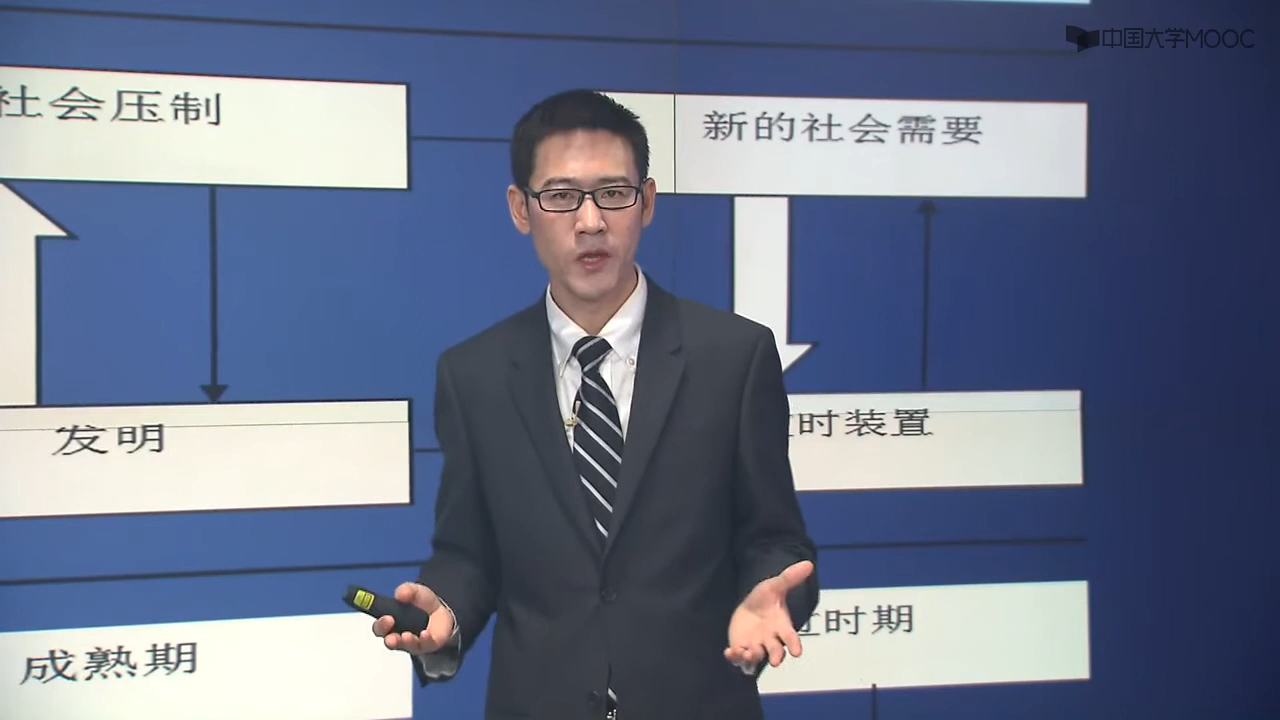 中国大学MOOC
社会压制
新的社会需要
发明
时装置
成熟期
时期